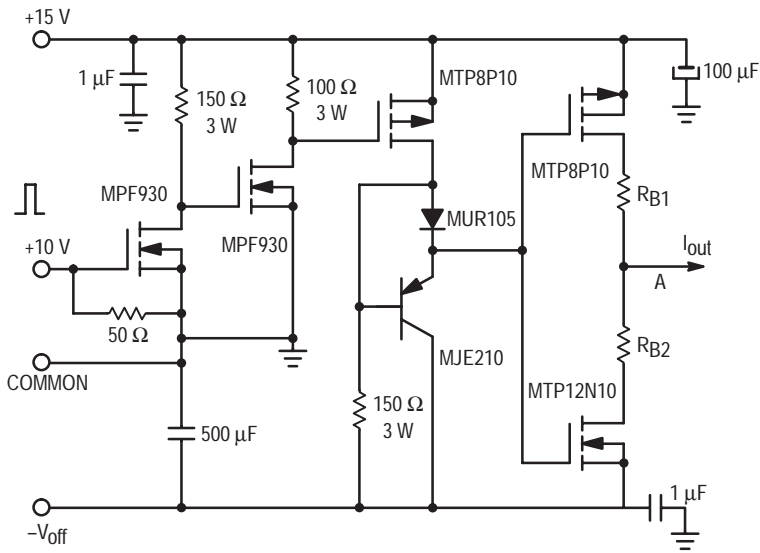 +15 V
1 μF
150 Ω
3 W
100 Ω
3 W
MTP8P10
100 μF
MTP8P10
R_B1
MPF930
+10 V
MPF930
MUR105
I_out
A
50 Ω
COMMON
MJE210
R_B2
MTP12N10
500 μF
150 Ω
3 W
1 μF
–V_off